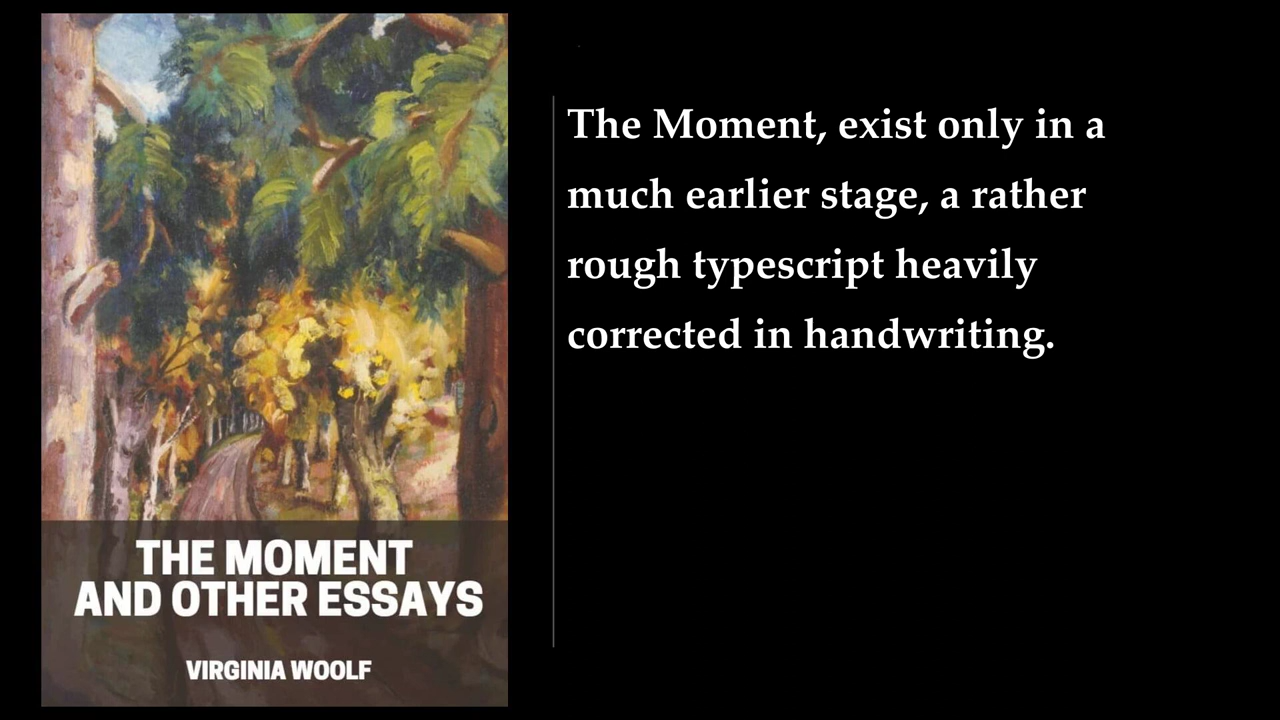 The Moment, exist only in a
much earlier stage, a rather
rough typescript heavily
corrected in handwriting.
THE MOMENT
AND OTHER ESSAYS
VIRGINIA WOOLF